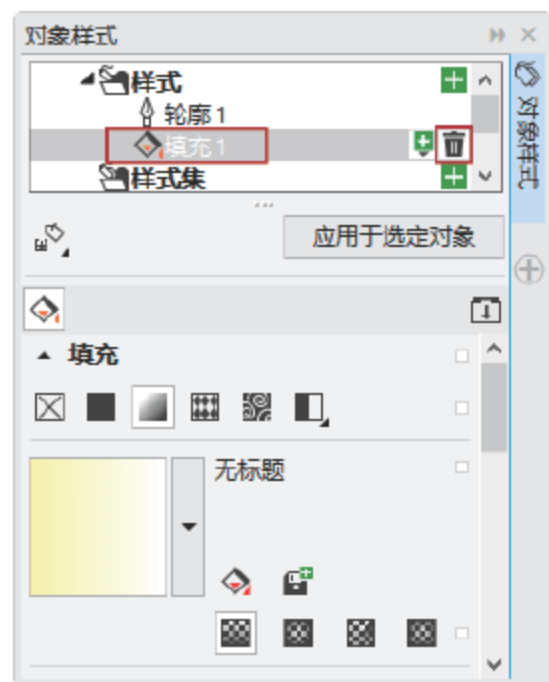 对象样式
样式
轮廓 1
填充 1
样式集
应用于选定对象
填充
无标题
对象样式